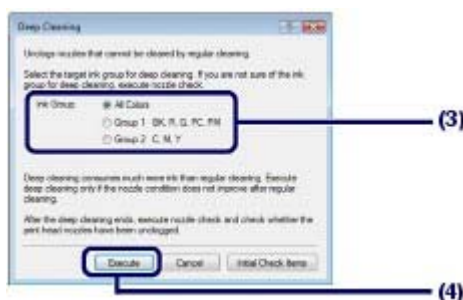 Deep Cleaning
Unclogs nozzles that cannot be cleared by regular cleaning.
Select the target ink group for deep cleaning. If you are not sure of the ink
group for deep cleaning, execute nozzle check.
Ink Group:
All Colors
Group 1 BK, R, G, PC, PM
Group 2 C, M, Y
(3)
Deep cleaning consumes much more ink than regular cleaning. Execute
deep cleaning only if the nozzle condition does not improve after regular
cleaning.
After the deep cleaning ends, execute nozzle check and check whether the
print head nozzles have been unclogged.
Execute Cancel Initial Check Items
(4)